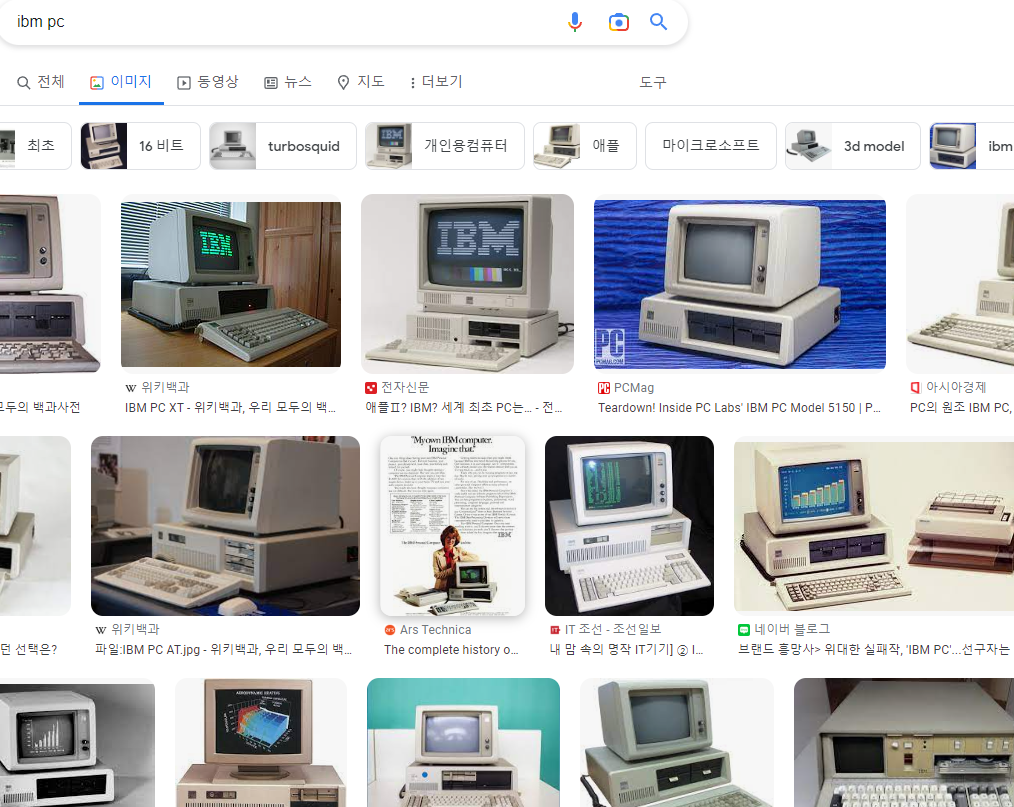 ibm pc
전체
이미지
동영상
뉴스
지도
더보기
도구
최초
16 비트
turbosquid
개인용컴퓨터
애플
마이크로소프트
3d model
ibm
IBM
IBM
PC
PCMAG.COM
위키백과
전자신문
PCMag
아시아경제
모두의 백과사전
IBM PC XT - 위키백과, 우리 모두의 백...
애플Ⅱ? IBM? 세계 최초 PC는... - 전...
Teardown! Inside PC Labs' IBM PC Model 5150 | P...
PC의 원조 IBM PC,
"My own IBM computer.
Imagine that."
IBM
위키백과
Ars Technica
IT 조선 - 조선일보
네이버 블로그
던 선택은?
파일:IBM PC AT.jpg - 위키백과, 우리 모두의 백...
The complete history o...
내 맘 속의 명작 IT기기] ② I...
브랜드 흥망사> 위대한 실패작, 'IBM PC'...선구자는